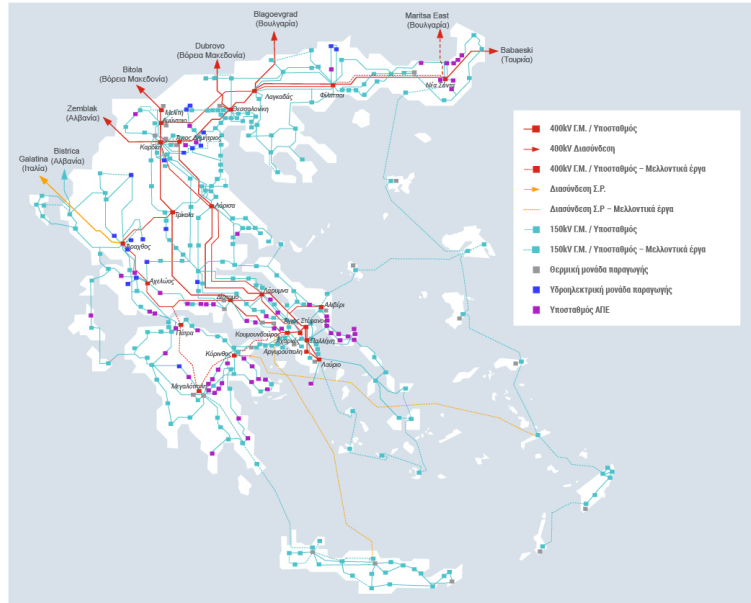 Blagoevgrad
(Βουλγαρία)
Maritsa East
(Βουλγαρία)
Dubrovo
(Βόρεια Μακεδονία)
Babaeski
(Τουρκία)
Bitola
(Βόρεια Μακεδονία)
Zemblak
(Αλβανία)
Galatina
(Ιταλία)
Bistrica
(Αλβανία)
Λαγκαδάς
Φίλιπποι
Νέα Σάντα
Θεσσαλονίκη
Μελίτη
Αμύνταιο
Άγιος Δημήτριος
Καρδιά
Τρίκαλα
Λάρισα
Άραχθος
Αχελώος
Λάρυμνα
Αλιβέρι
Άγιος Στέφανος
Κουμουνδούρος
Αχαρνές
Παλλήνη
Αργυρούπολη
Λαύριο
Πάτρα
Κόρινθος
Μεγαλόπολη
400kV Γ.Μ. / Υποσταθμός
400kV Διασύνδεση
400kV Γ.Μ. / Υποσταθμός – Μελλοντικά έργα
Διασύνδεση Σ.Ρ.
Διασύνδεση Σ.Ρ – Μελλοντικά έργα
150kV Γ.Μ. / Υποσταθμός
150kV Γ.Μ. / Υποσταθμός – Μελλοντικά έργα
Θερμική μονάδα παραγωγής
Υδροηλεκτρική μονάδα παραγωγής
Υποσταθμός ΑΠΕ